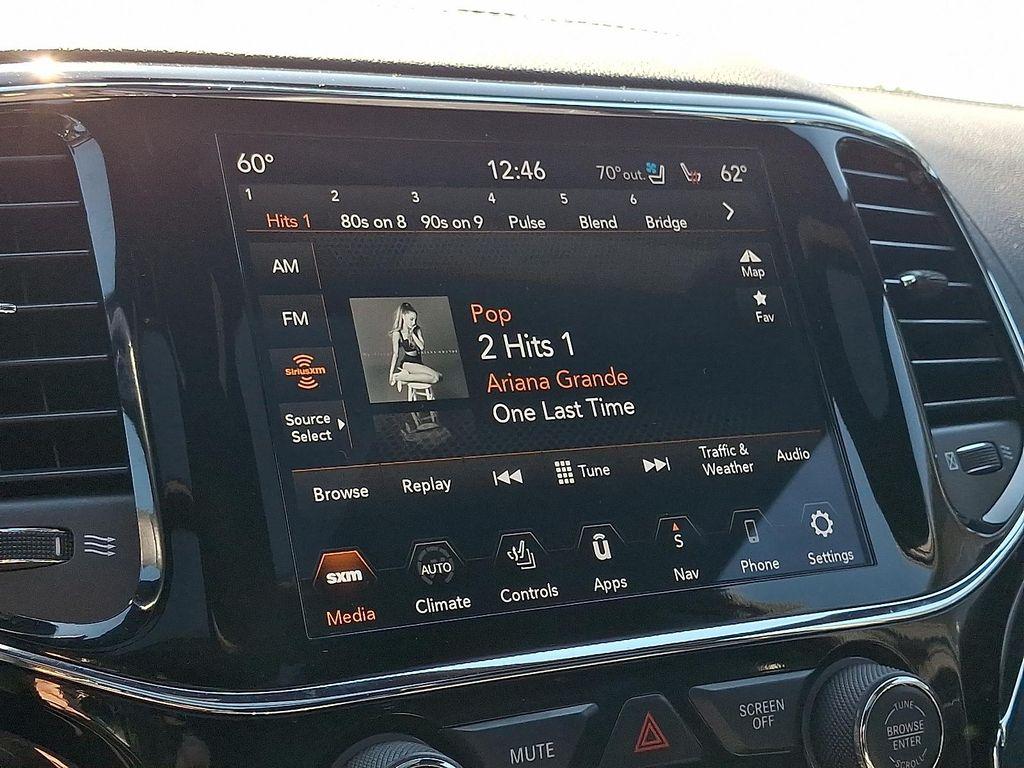 60°
12:46
70° out.
62°
1 2 3 4 5 6
Hits 1 80s on 8 90s on 9 Pulse Blend Bridge
AM
FM
SiriusXM
Source
Select
Map
Fav
Pop
2 Hits 1
Ariana Grande
One Last Time
Browse
Replay
Tune
Traffic &
Weather
Audio
sxm
Media
AUTO
Climate
Controls
u
Apps
S
Nav
Phone
Settings
MUTE
SCREEN
OFF
TUNE
BROWSE
ENTER
SCROLL